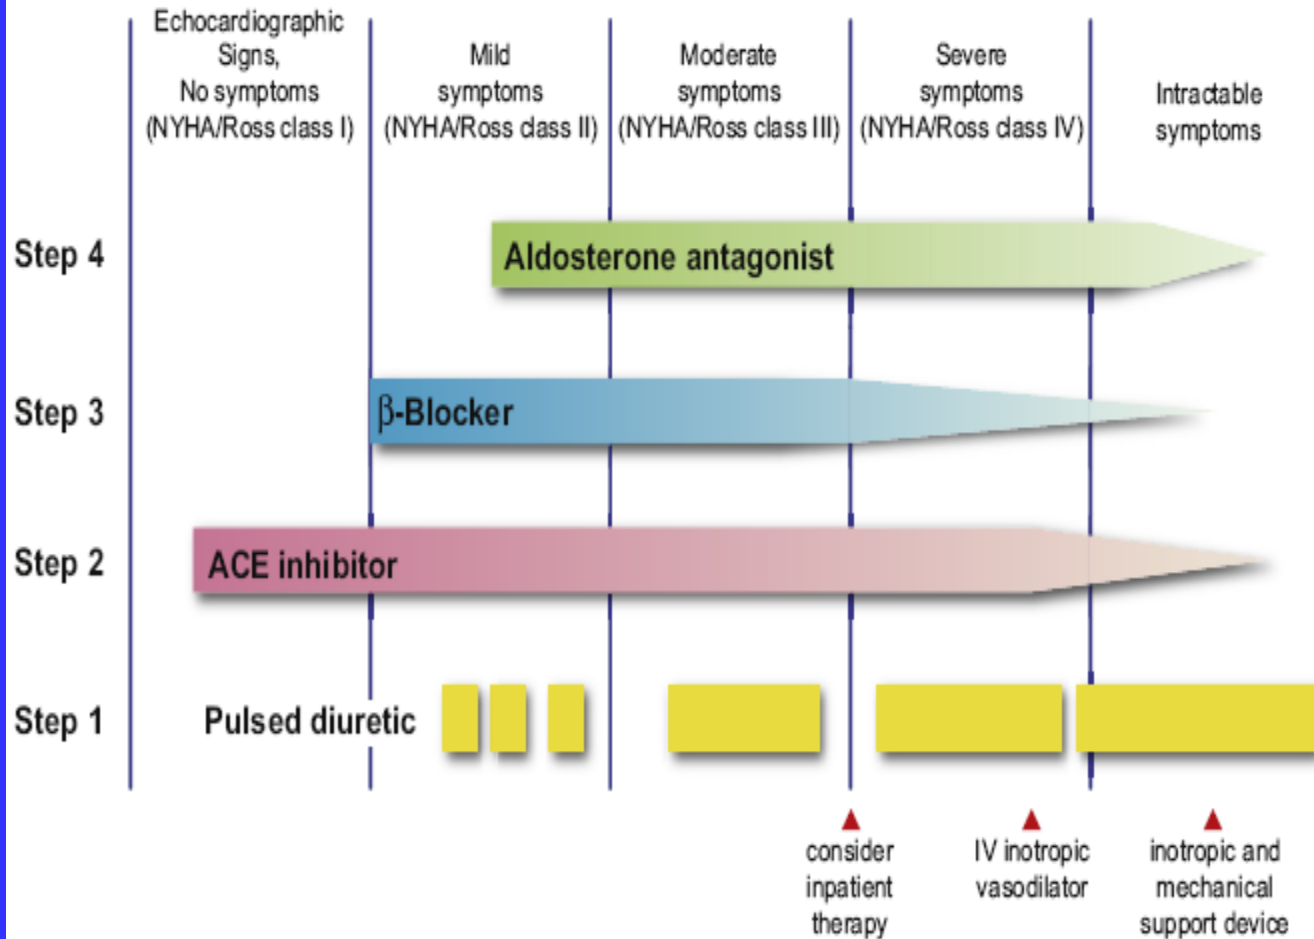 Echocardiographic
Signs,
No symptoms
(NYHA/Ross class I)
Mild
symptoms
(NYHA/Ross class II)
Moderate
symptoms
(NYHA/Ross class III)
Severe
symptoms
(NYHA/Ross class IV)
Intractable
symptoms
Step 4
Aldosterone antagonist
Step 3
β-Blocker
Step 2
ACE inhibitor
Step 1
Pulsed diuretic
consider
inpatient
therapy
IV inotropic
vasodilator
inotropic and
mechanical
support device